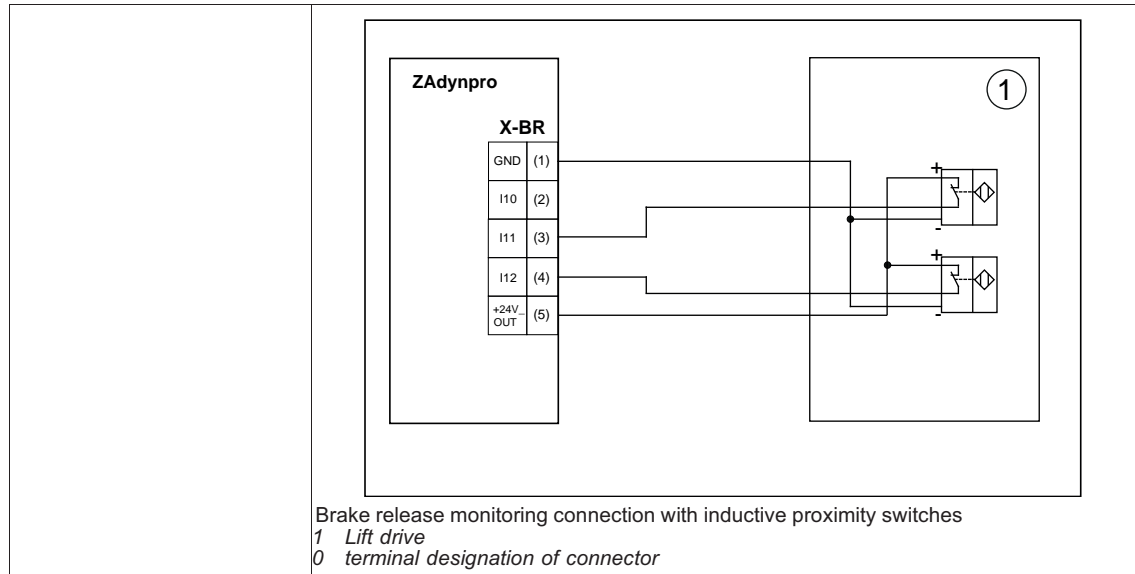 ZAdynpro
1
X-BR
GND (1)
I10 (2)
I11 (3)
I12 (4)
+24V_
OUT (5)
+
-
+
-
Brake release monitoring connection with inductive proximity switches
1 Lift drive
0 terminal designation of connector